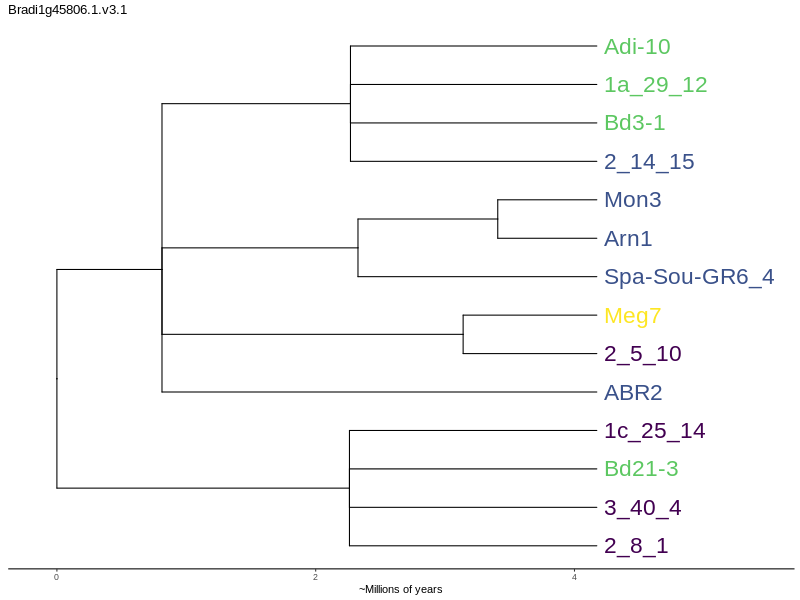 Bradi1g45806.1.v3.1
Adi-10
1a_29_12
Bd3-1
2_14_15
Mon3
Arn1
Spa-Sou-GR6_4
Meg7
2_5_10
ABR2
1c_25_14
Bd21-3
3_40_4
2_8_1
0 2 4
~Millions of years